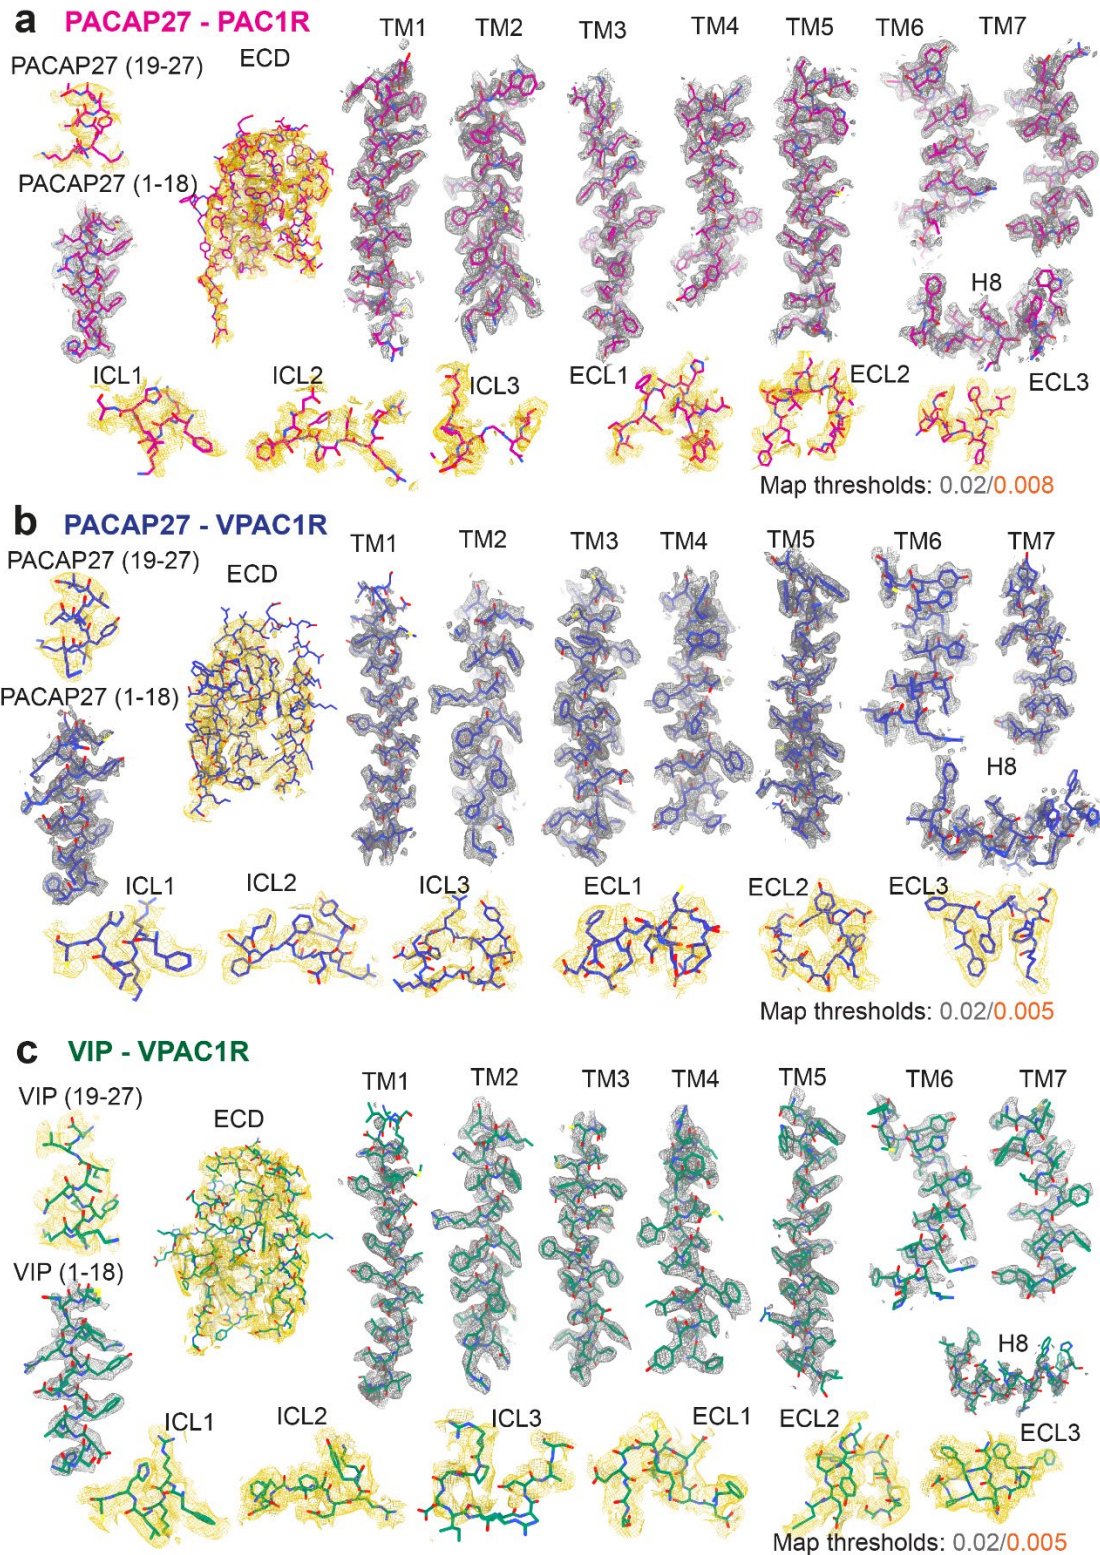 a PACAP27 - PAC1R
PACAP27 (19-27)
ECD
TM1
TM2
TM3
TM4
TM5
TM6
TM7
PACAP27 (1-18)
H8
ICL1
ICL2
ICL3
ECL1
ECL2
ECL3
Map thresholds: 0.02/0.008
b PACAP27 - VPAC1R
PACAP27 (19-27)
ECD
TM1
TM2
TM3
TM4
TM5
TM6
TM7
PACAP27 (1-18)
H8
ICL1
ICL2
ICL3
ECL1
ECL2
ECL3
Map thresholds: 0.02/0.005
c VIP - VPAC1R
VIP (19-27)
ECD
TM1
TM2
TM3
TM4
TM5
TM6
TM7
VIP (1-18)
H8
ICL1
ICL2
ICL3
ECL1
ECL2
ECL3
Map thresholds: 0.02/0.005